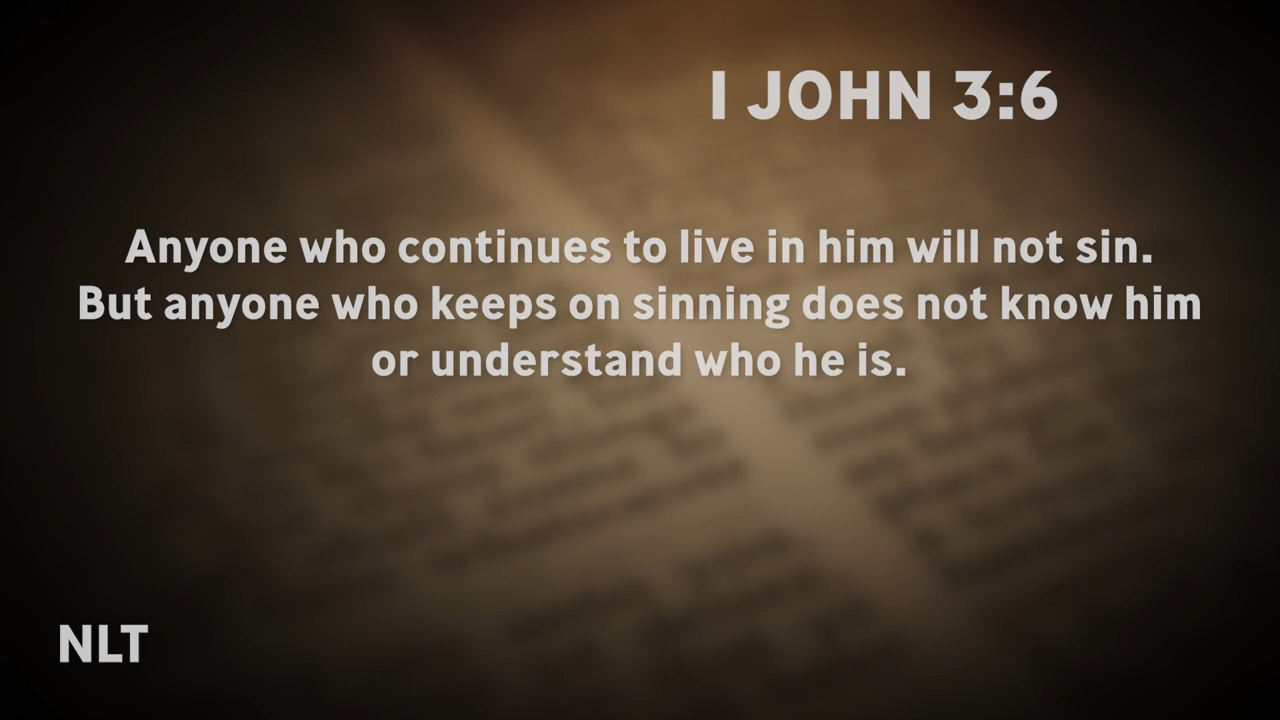 I JOHN 3:6
Anyone who continues to live in him will not sin.
But anyone who keeps on sinning does not know him
or understand who he is.
NLT